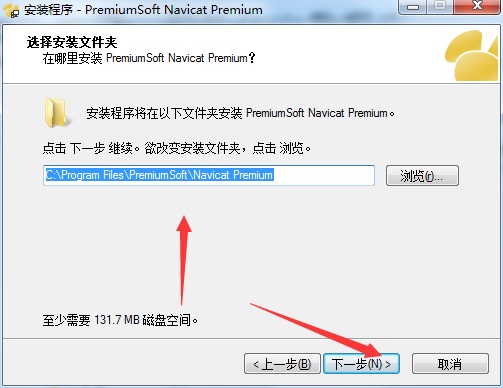 安装程序 - PremiumSoft Navicat Premium
选择安装文件夹
在哪里安装 PremiumSoft Navicat Premium?
安装程序将在以下文件夹安装 PremiumSoft Navicat Premium。
点击 下一步 继续。欲改变安装文件夹，点击 浏览。
C:\Program Files\PremiumSoft\Navicat Premium
浏览(r)...
至少需要 131.7 MB 磁盘空间。
< 上一步(B)
下一步(N) >
取消